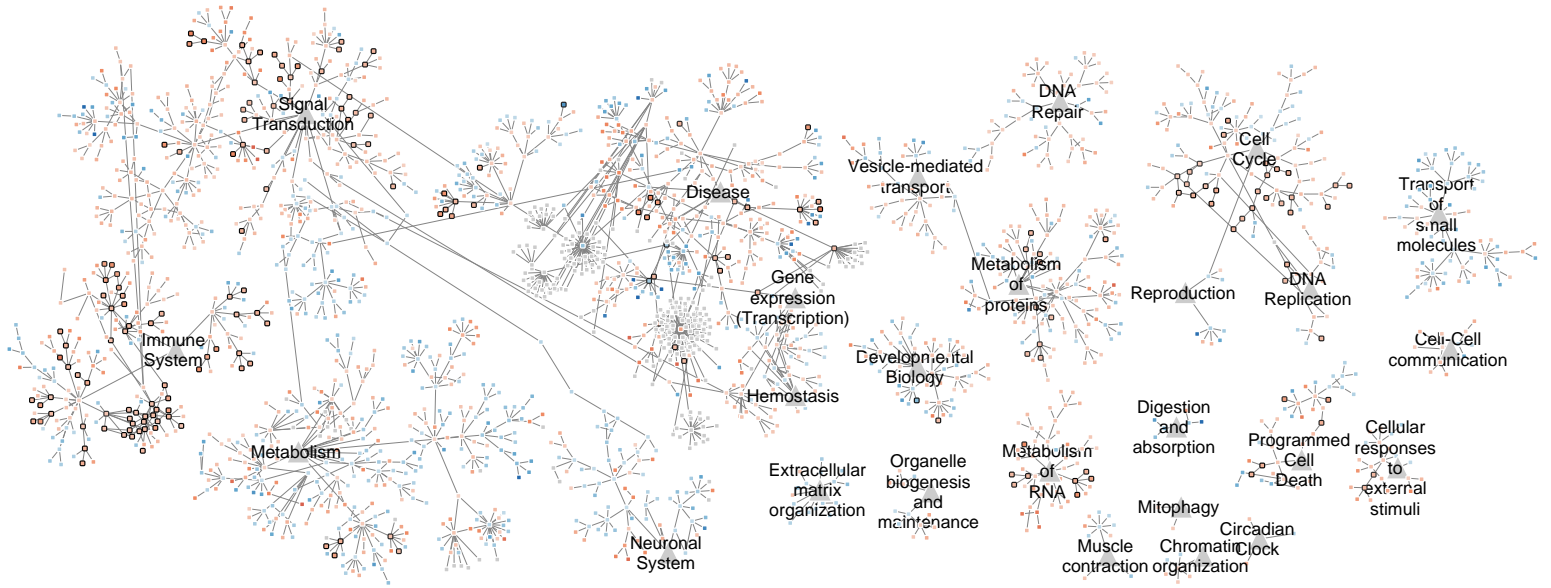 Signal
Transduction
DNA
Repair
Cell
Cycle
Vesicle-mediated
transport
Disease
Transport
of
small
molecules
Metabolism
of
proteins
Gene
expression
(Transcription)
Reproduction
DNA
Replication
Immune
System
Cell-Cell
communication
Developmental
Biology
Hemostasis
Digestion
and
absorption
Metabolism
Programmed
Cell
Death
Cellular
responses
to
external
stimuli
Extracellular
matrix
organization
Organelle
biogenesis
and
maintenance
Metabolism
of
RNA
Mitophagy
Circadian
Clock
Neuronal
System
Muscle
contraction
Chromatin
organization